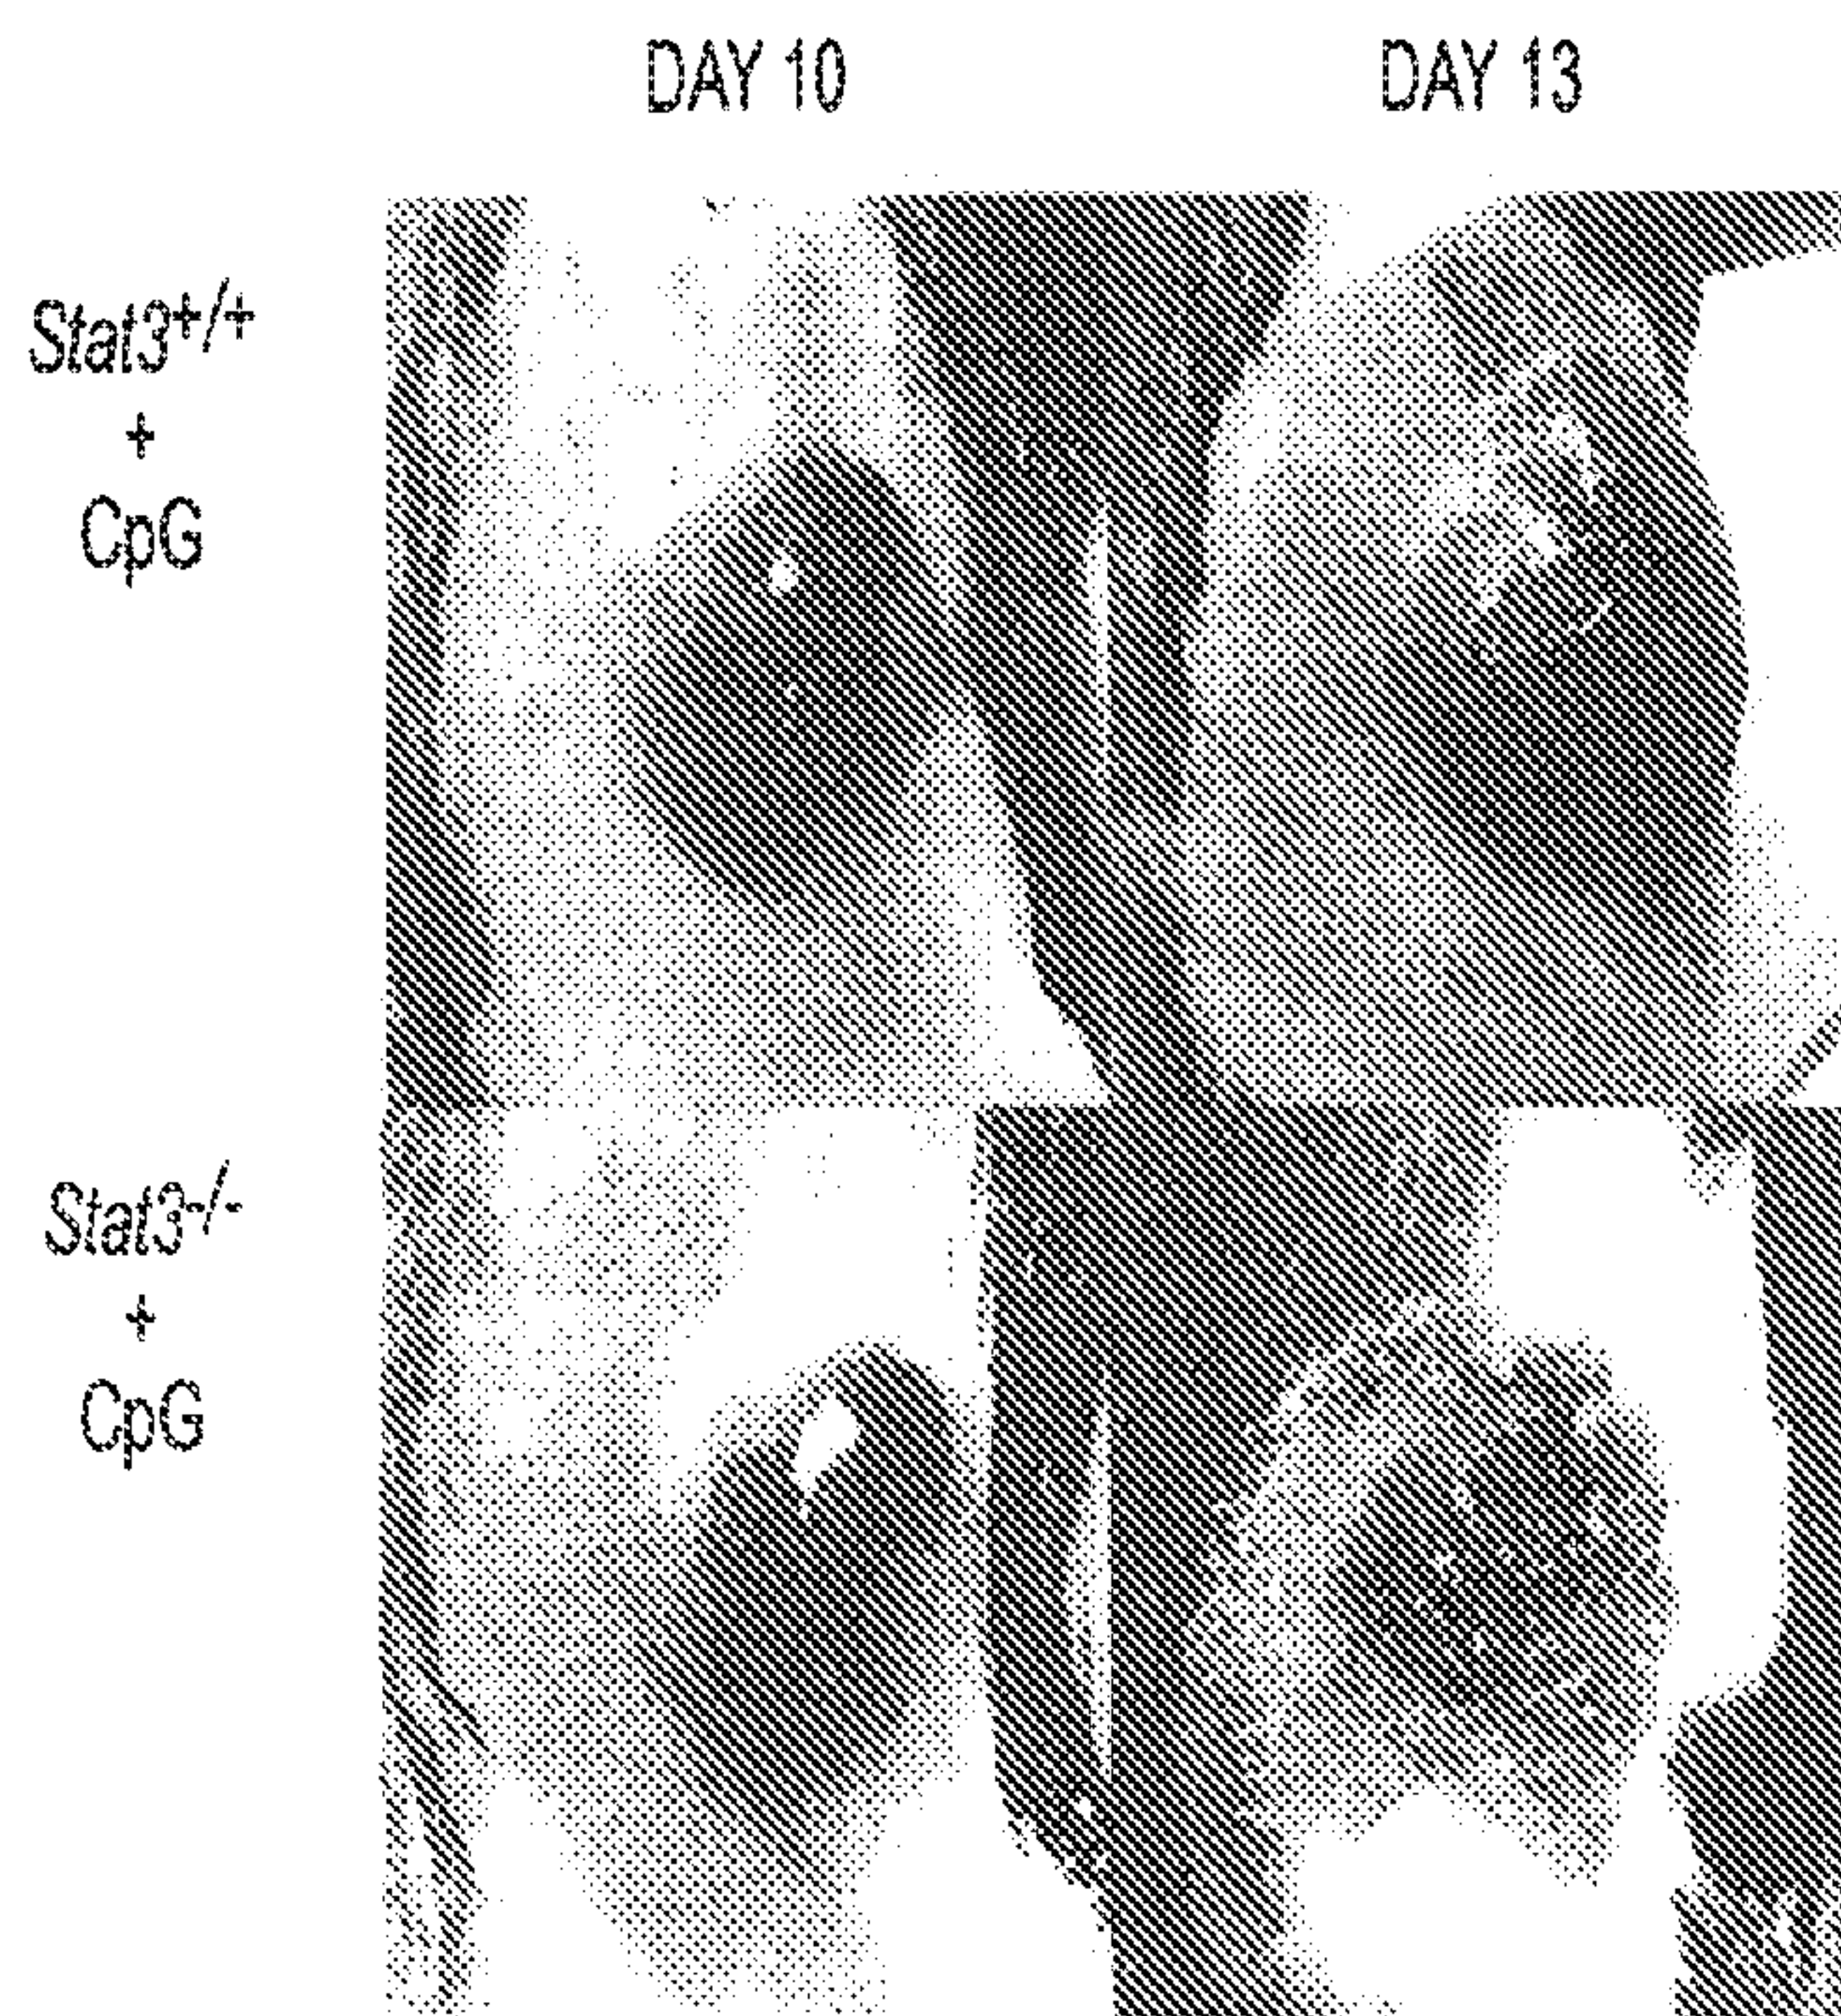 DAY 10 DAY 13
Stat3+/+
+
CpG
Stat3-/-
+
CpG